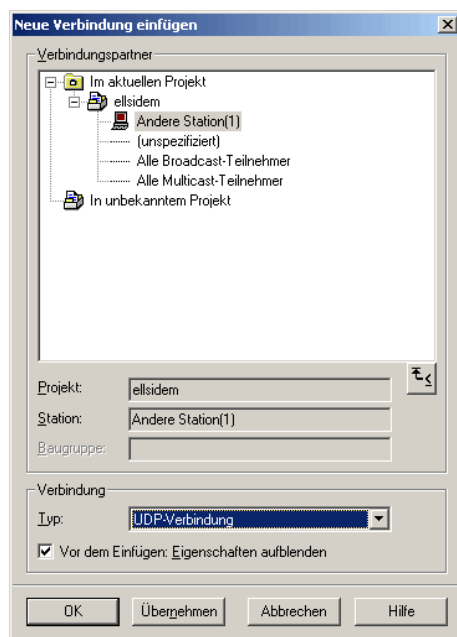 Neue Verbindung einfügen
Verbindungspartner
Im aktuellen Projekt
ellsidem
Andere Station(1)
(unspezifiziert)
Alle Broadcast-Teilnehmer
Alle Multicast-Teilnehmer
In unbekanntem Projekt
Projekt: ellsidem
Station: Andere Station(1)
Baugruppe:
Verbindung
Typ: UDP-Verbindung
Vor dem Einfügen: Eigenschaften aufblenden
OK Übernehmen Abbrechen Hilfe